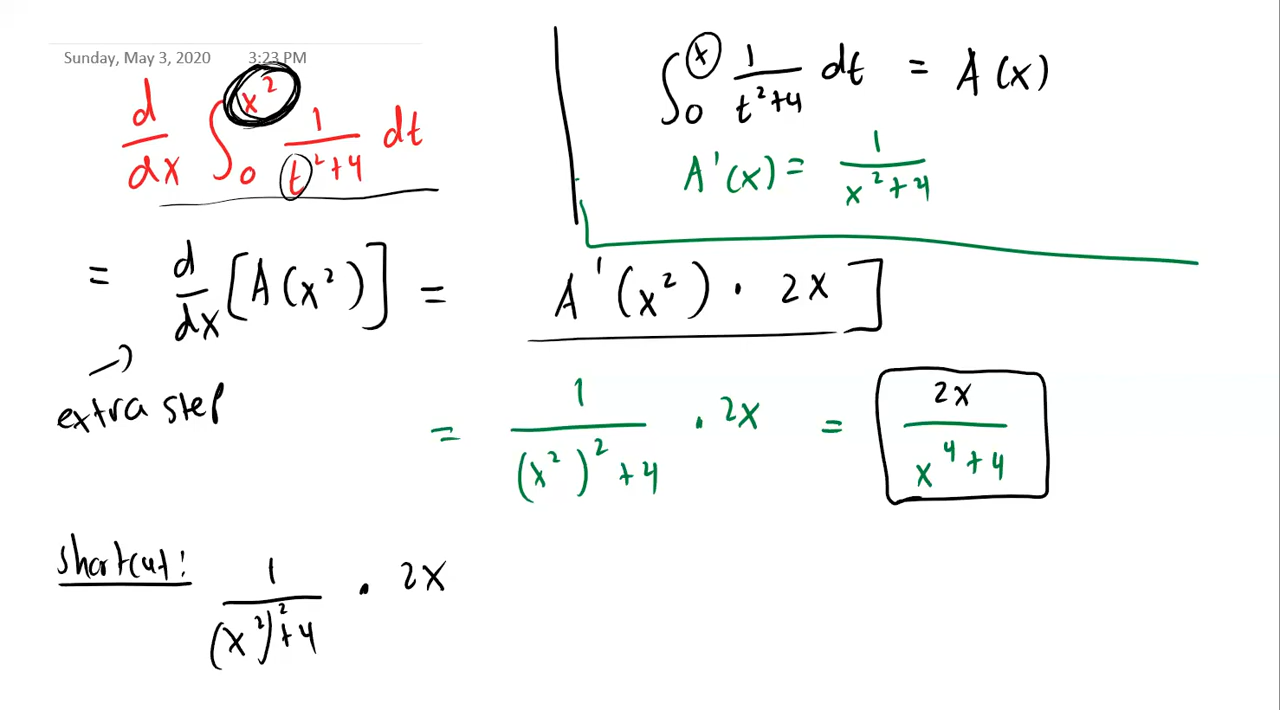 Sunday, May 3, 2020 3:23 PM
d/dx ∫₀^(x²) 1/(t²+4) dt
∫₀^x 1/(t²+4) dt = A(x)
A'(x) = 1/(x²+4)
= d/dx [A(x²)] = A'(x²) · 2x ]
→
extra step
= 1/((x²)²+4) · 2x = 2x/(x⁴+4)
shortcut: 1/((x²)²+4) · 2x